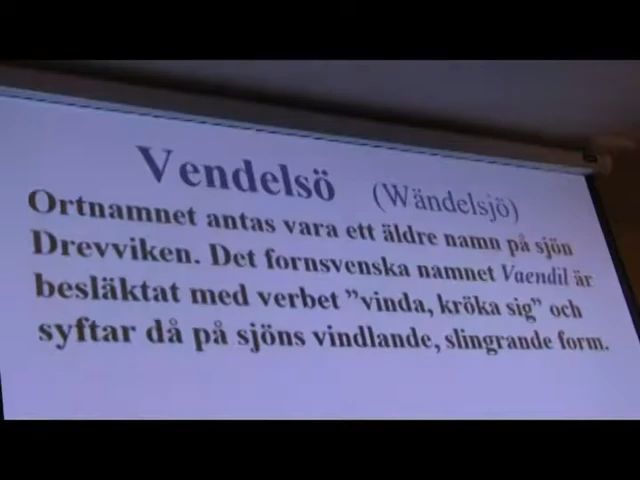 Vendelsö (Wändelsjö)
Ortnamnet antas vara ett äldre namn på sjön
Drevviken. Det fornsvenska namnet Vaendil är
besläktat med verbet ”vinda, kröka sig” och
syftar då på sjöns vindlande, slingrande form.